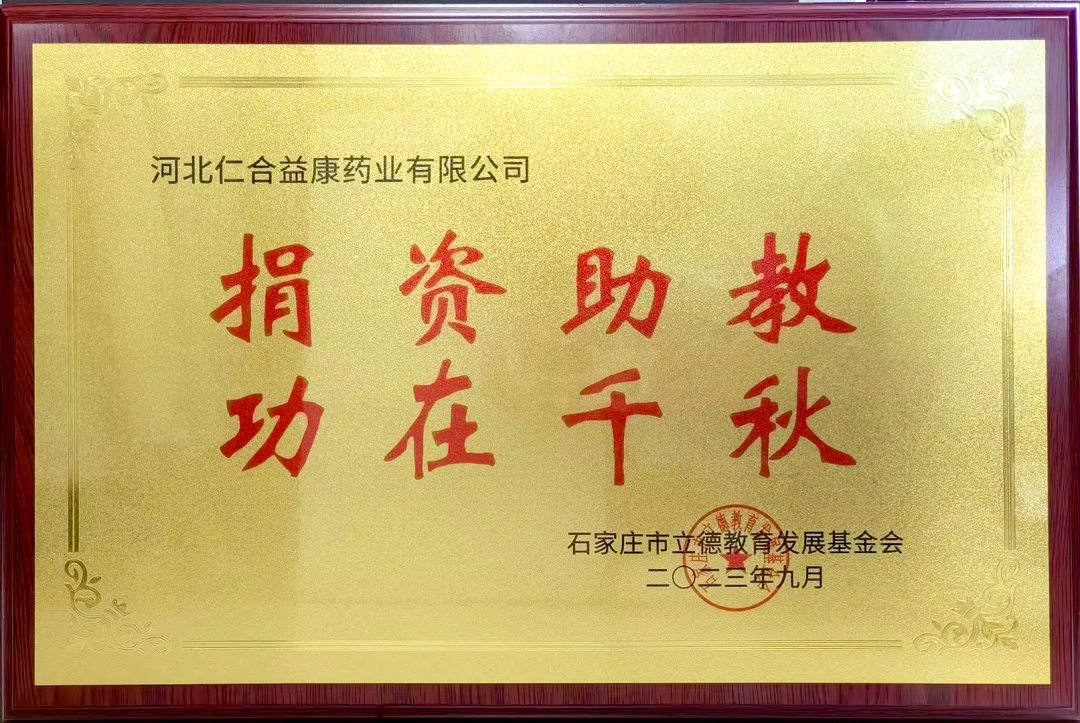 河北仁合益康药业有限公司
捐资助教
功在千秋
石家庄市立德教育发展基金会
二〇二三年九月